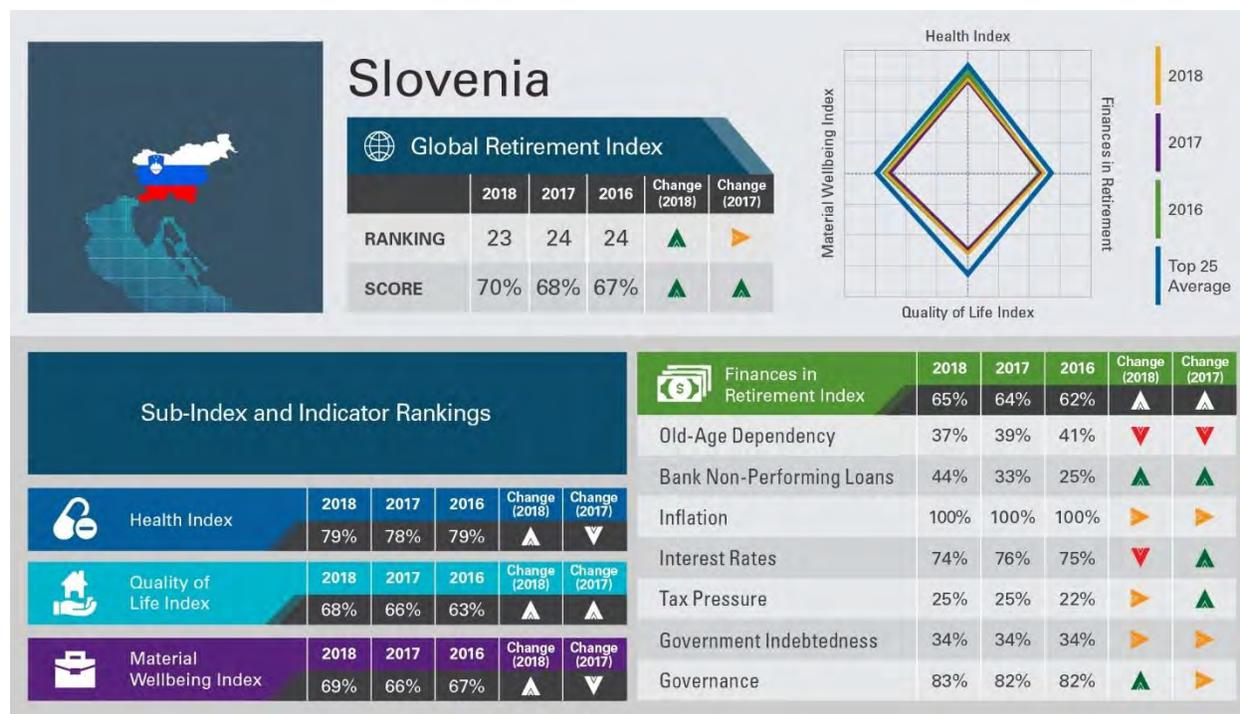 Slovenia
Global Retirement Index
2018 2017 2016 Change (2018) Change (2017)
RANKING 23 24 24
SCORE 70% 68% 67%
Health Index
Material Wellbeing Index
Finances in Retirement
Quality of Life Index
2018
2017
2016
Top 25
Average
Sub-Index and Indicator Rankings
Health Index
2018 2017 2016 Change (2018) Change (2017)
79% 78% 79%
Quality of
Life Index
2018 2017 2016 Change (2018) Change (2017)
68% 66% 63%
Material
Wellbeing Index
2018 2017 2016 Change (2018) Change (2017)
69% 66% 67%
$
Finances in
Retirement Index
2018 2017 2016 Change (2018) Change (2017)
65% 64% 62%
Old-Age Dependency 37% 39% 41%
Bank Non-Performing Loans 44% 33% 25%
Inflation 100% 100% 100%
Interest Rates 74% 76% 75%
Tax Pressure 25% 25% 22%
Government Indebtedness 34% 34% 34%
Governance 83% 82% 82%